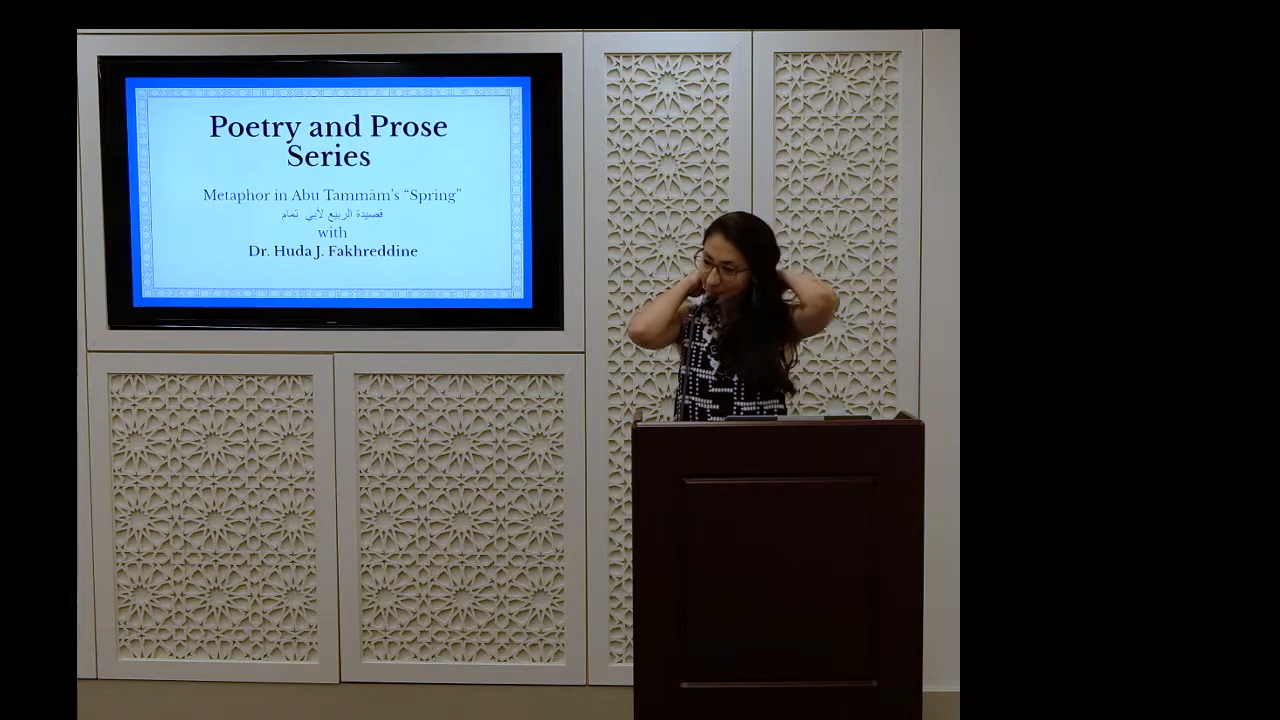 Poetry and Prose
Series
Metaphor in Abu Tammām's “Spring”
قصيدة الربيع لأبي تمام
with
Dr. Huda J. Fakhreddine